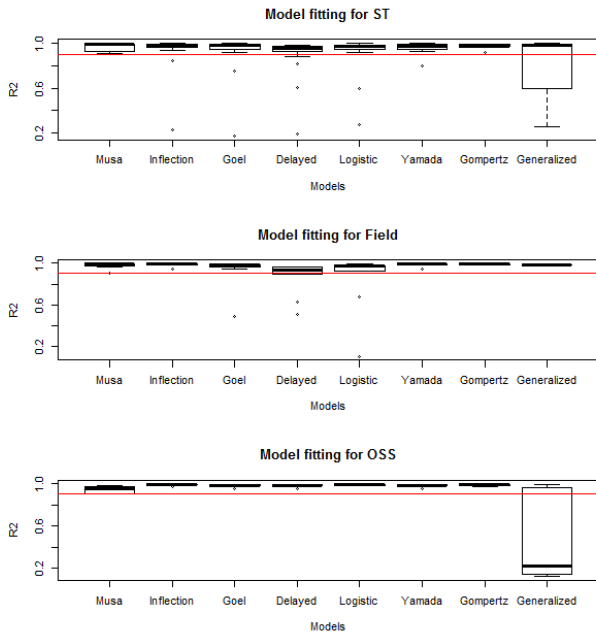 Model fitting for ST
1.0
0.6
0.2
R2
Musa Inflection Goel Delayed Logistic Yamada Gompertz Generalized
Models
Model fitting for Field
1.0
0.6
0.2
R2
Musa Inflection Goel Delayed Logistic Yamada Gompertz Generalized
Models
Model fitting for OSS
1.0
0.6
0.2
R2
Musa Inflection Goel Delayed Logistic Yamada Gompertz Generalized
Models